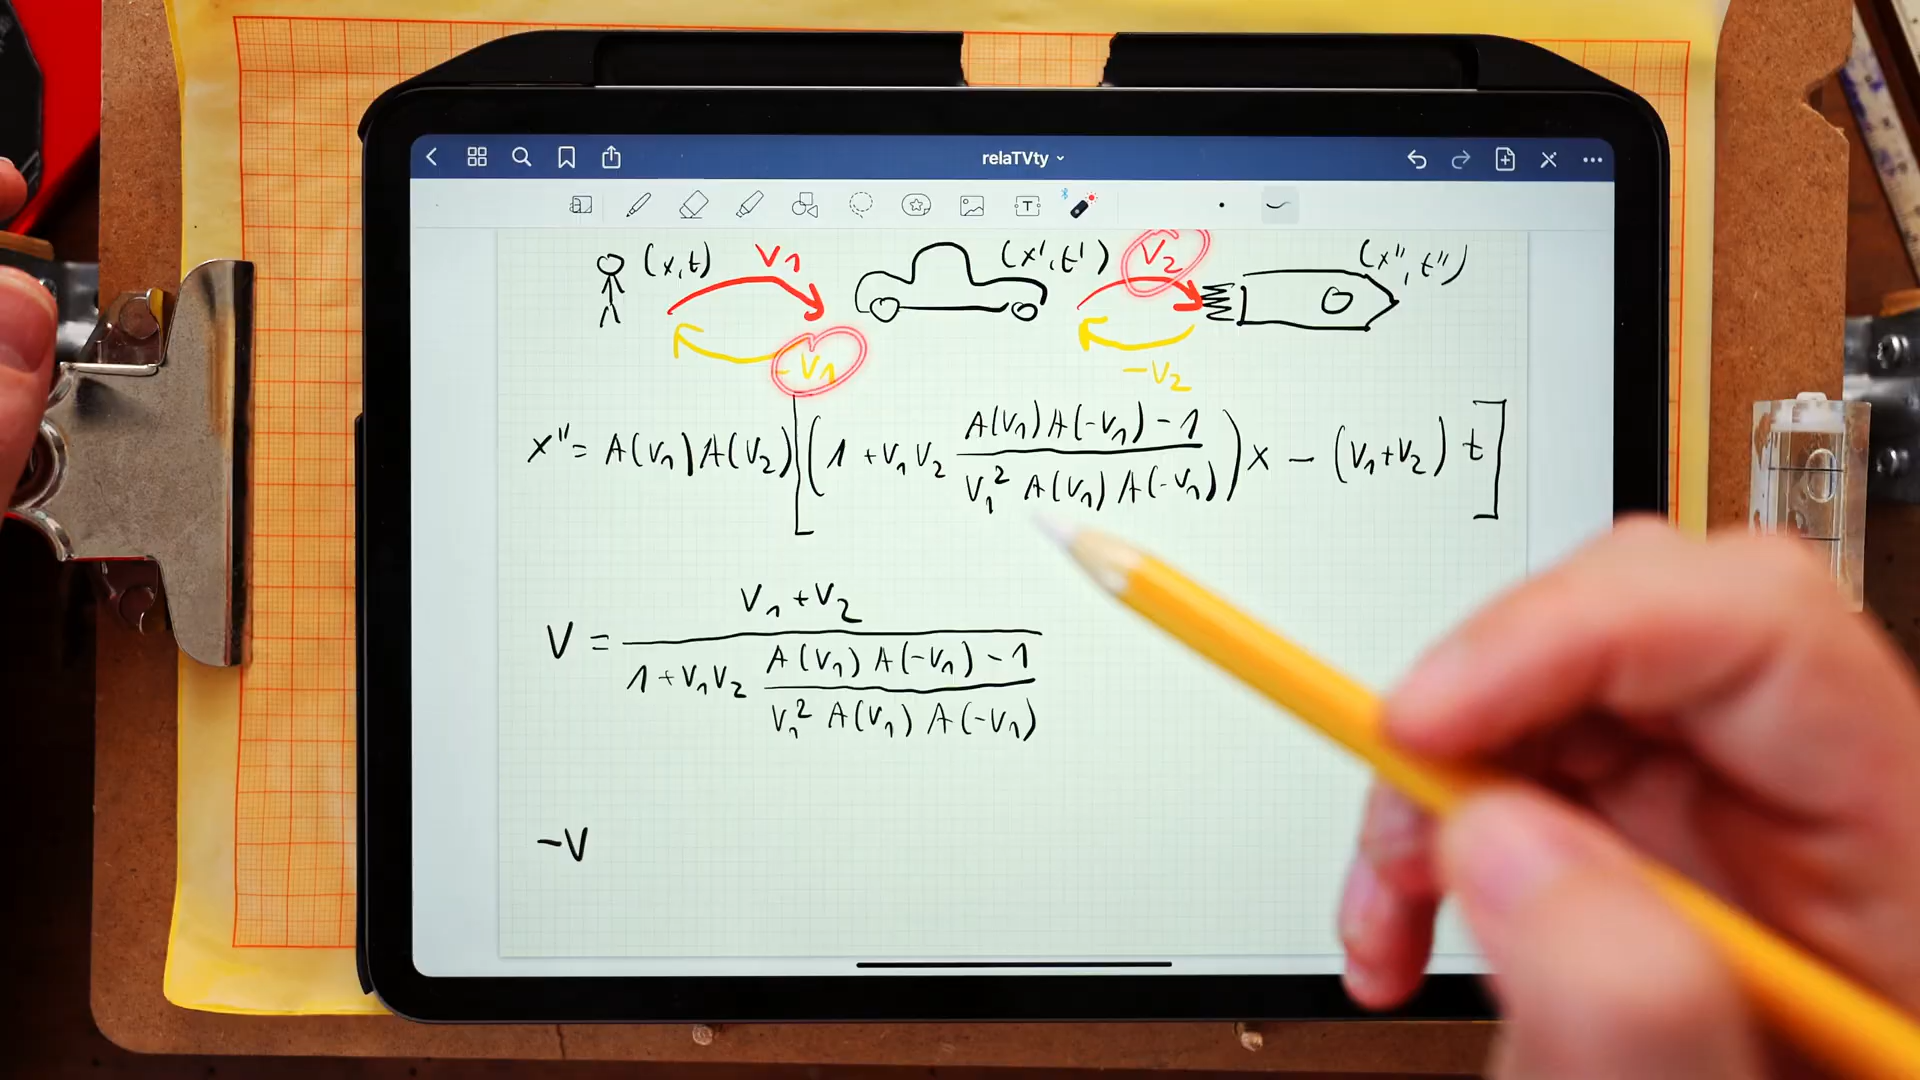 relaTVty
T
(x,t) V₁ (x',t') V₂ (x'',t'')
-V₁ -V₂
x'' = A(V₁)A(V₂)[(1+V₁V₂ (A(V₁)A(-V₁)-1)/(V₁² A(V₁)A(-V₁)))x - (V₁+V₂)t]
V = (V₁+V₂)/(1+V₁V₂ (A(V₁)A(-V₁)-1)/(V₁² A(V₁)A(-V₁)))
-V